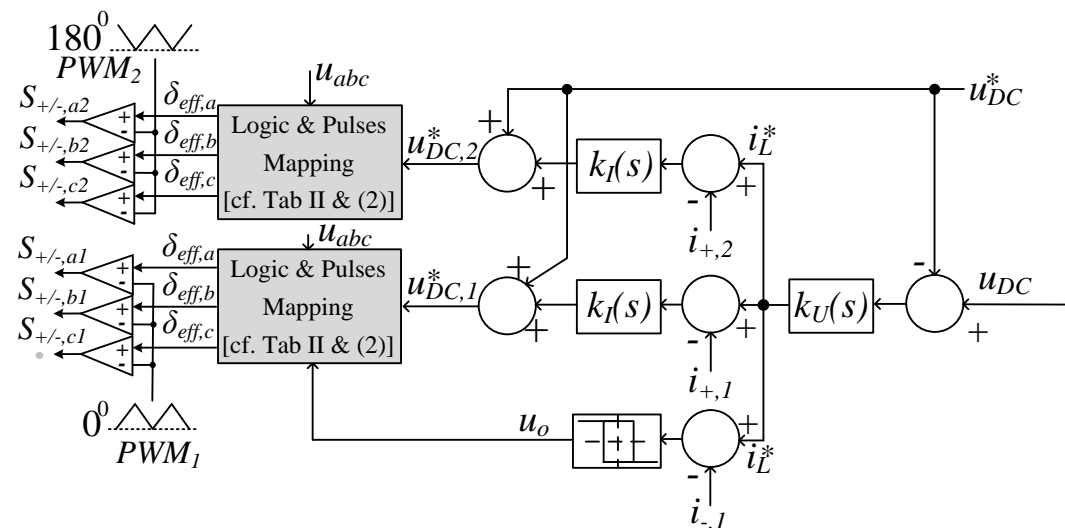 180⁰
PWM₂
S+/-,a2
S+/-,b2
S+/-,c2
δeff,a
δeff,b
δeff,c
+
-
+
-
+
-
uabc
Logic & Pulses
Mapping
[cf. Tab II & (2)]
u*DC,2
+
+
kI(s)
i*L
+
-
i+,2
u*DC
S+/-,a1
S+/-,b1
S+/-,c1
δeff,a
δeff,b
δeff,c
+
-
+
-
+
-
uabc
Logic & Pulses
Mapping
[cf. Tab II & (2)]
u*DC,1
+
+
kI(s)
+
-
i+,1
kU(s)
-
+
uDC
0⁰
PWM₁
uo
+
i*L
-
i-,1